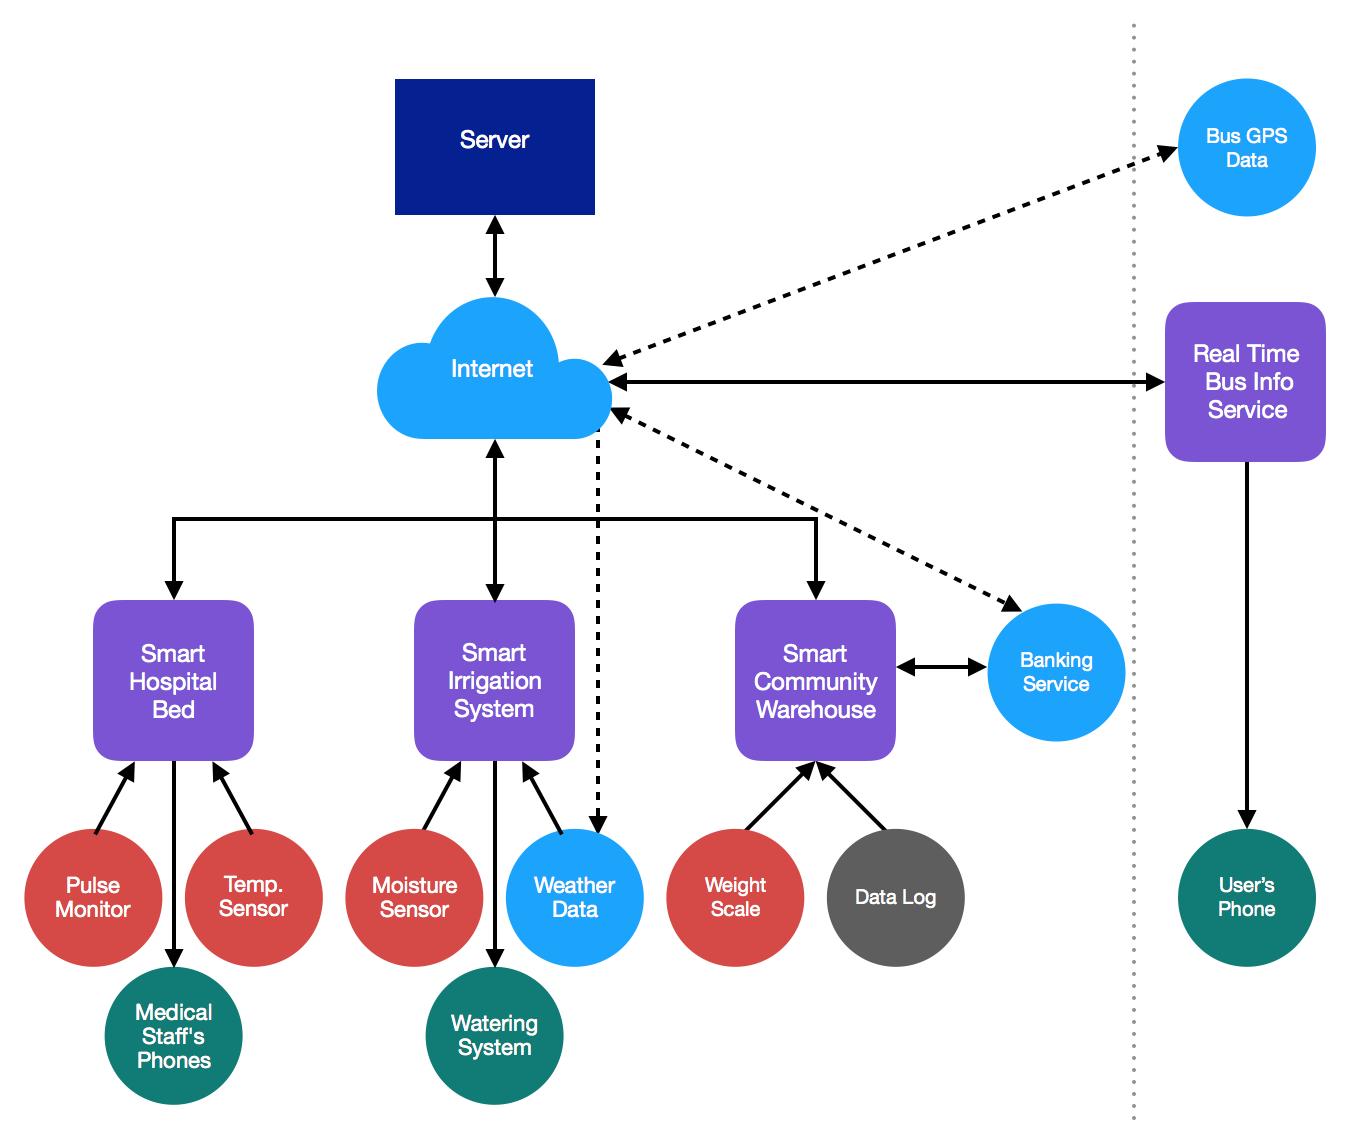 Server
Bus GPS
Data
Internet
Real Time
Bus Info
Service
Smart
Hospital
Bed
Smart
Irrigation
System
Smart
Community
Warehouse
Banking
Service
Pulse
Monitor
Temp.
Sensor
Moisture
Sensor
Weather
Data
Weight
Scale
Data Log
User’s
Phone
Medical
Staff's
Phones
Watering
System